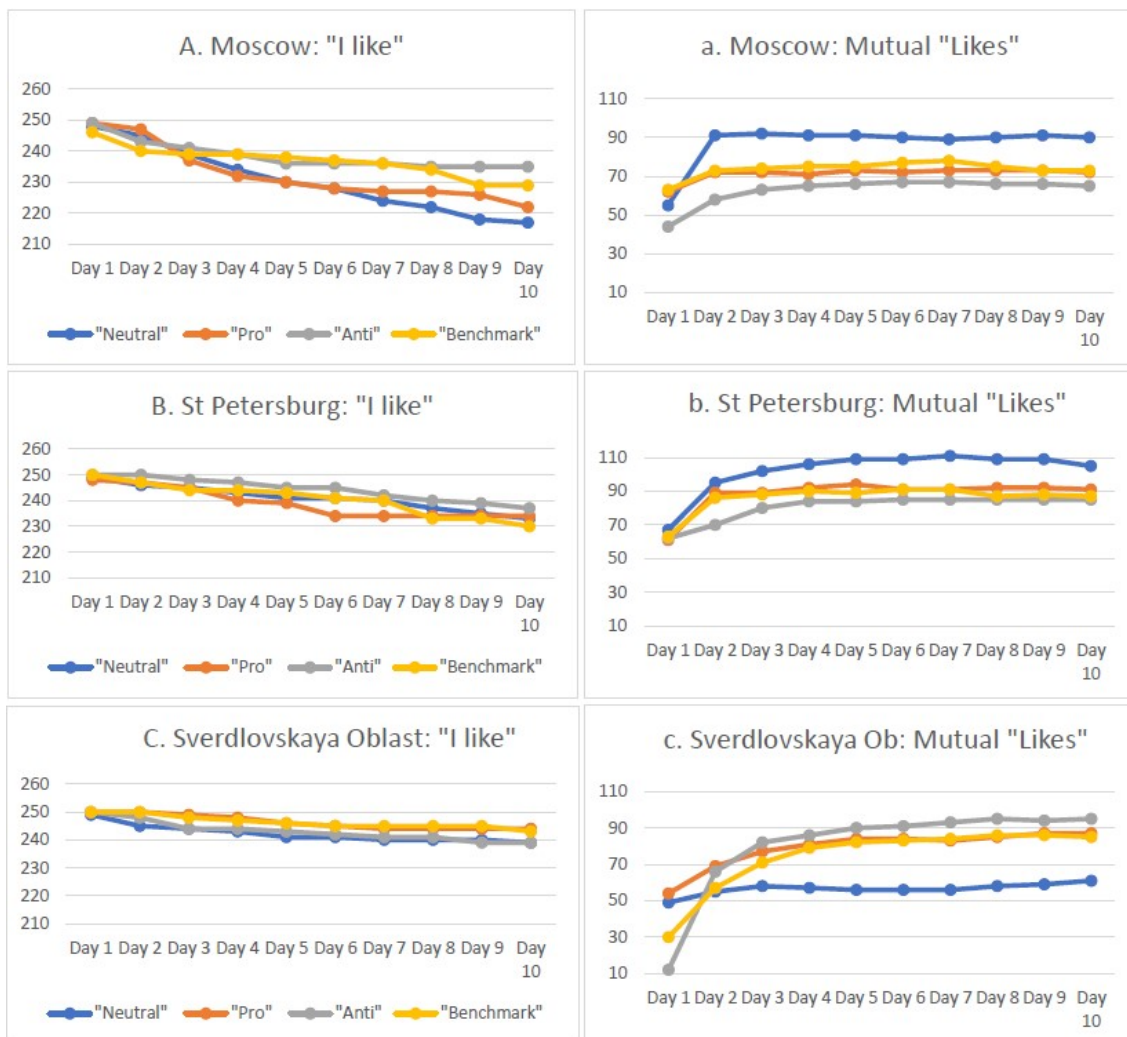 A. Moscow: "I like"
260
250
240
230
220
210
Day 1 Day 2 Day 3 Day 4 Day 5 Day 6 Day 7 Day 8 Day 9 Day
10
"Neutral" "Pro" "Anti" "Benchmark"
a. Moscow: Mutual "Likes"
110
90
70
50
30
10
Day 1 Day 2 Day 3 Day 4 Day 5 Day 6 Day 7 Day 8 Day 9 Day
10
B. St Petersburg: "I like"
260
250
240
230
220
210
Day 1 Day 2 Day 3 Day 4 Day 5 Day 6 Day 7 Day 8 Day 9 Day
10
"Neutral" "Pro" "Anti" "Benchmark"
b. St Petersburg: Mutual "Likes"
110
90
70
50
30
10
Day 1 Day 2 Day 3 Day 4 Day 5 Day 6 Day 7 Day 8 Day 9 Day
10
C. Sverdlovskaya Oblast: "I like"
260
250
240
230
220
210
Day 1 Day 2 Day 3 Day 4 Day 5 Day 6 Day 7 Day 8 Day 9 Day
10
"Neutral" "Pro" "Anti" "Benchmark"
c. Sverdlovskaya Ob: Mutual "Likes"
110
90
70
50
30
10
Day 1 Day 2 Day 3 Day 4 Day 5 Day 6 Day 7 Day 8 Day 9 Day
10